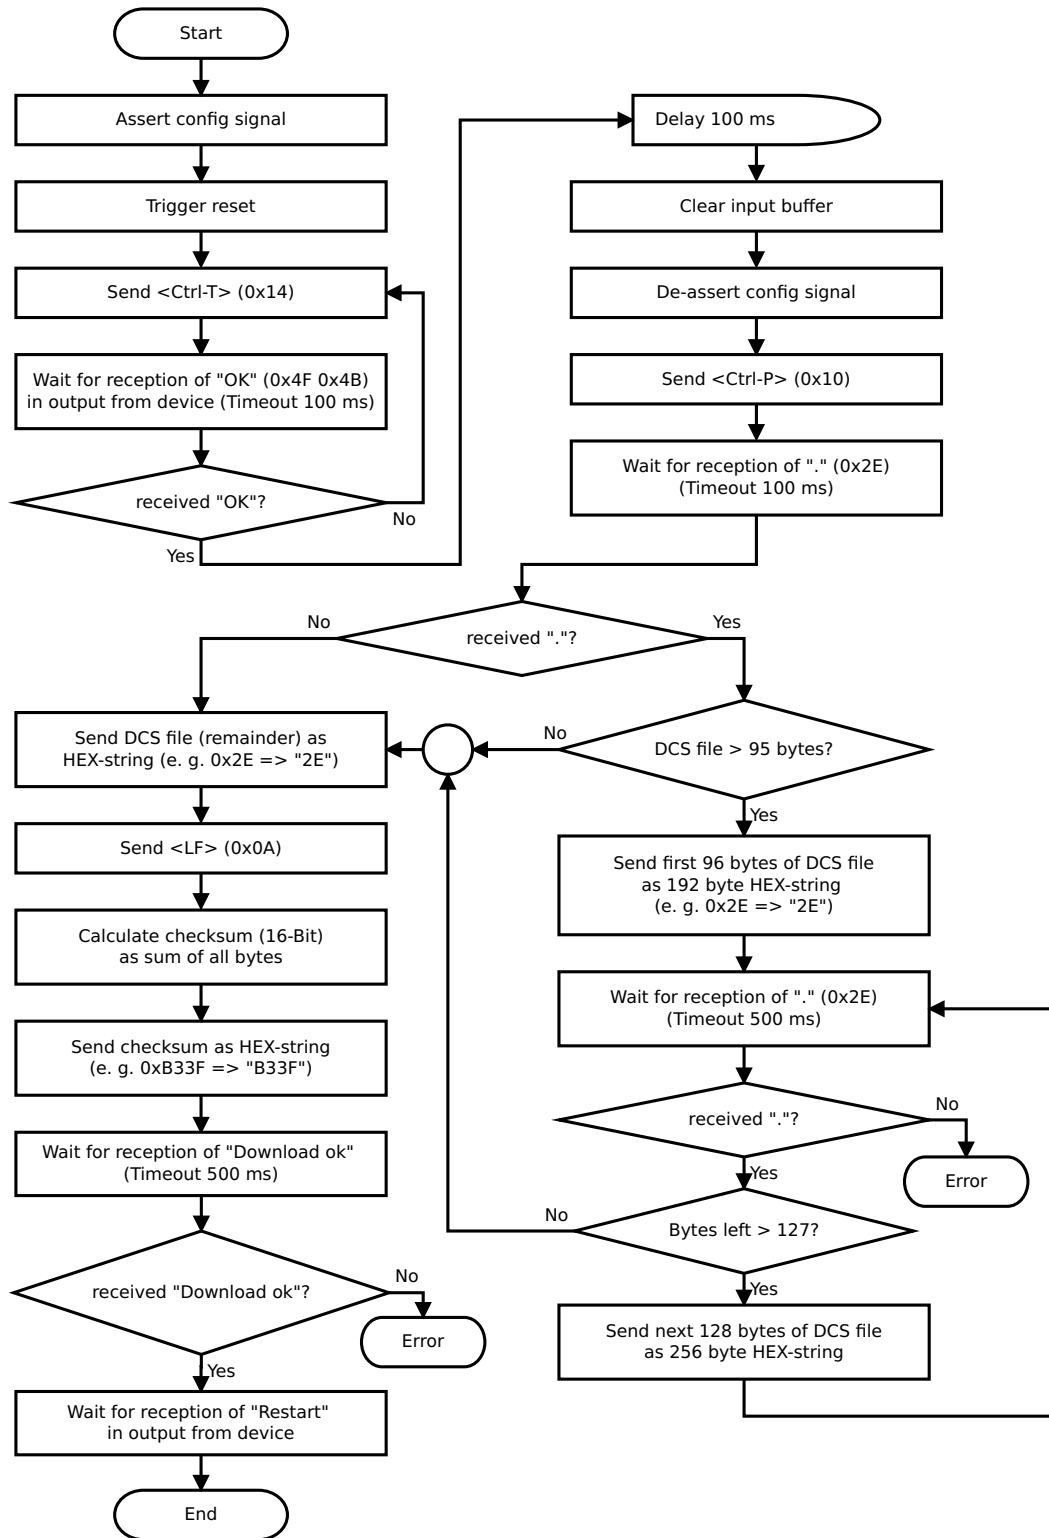 Start
Assert config signal
Trigger reset
Send <Ctrl-T> (0x14)
Wait for reception of "OK" (0x4F 0x4B)
in output from device (Timeout 100 ms)
received "OK"?
No
Yes
Delay 100 ms
Clear input buffer
De-assert config signal
Send <Ctrl-P> (0x10)
Wait for reception of "." (0x2E)
(Timeout 100 ms)
received "."?
No
Yes
Send DCS file (remainder) as
HEX-string (e. g. 0x2E => "2E")
Send <LF> (0x0A)
Calculate checksum (16-Bit)
as sum of all bytes
Send checksum as HEX-string
(e. g. 0xB33F => "B33F")
Wait for reception of "Download ok"
(Timeout 500 ms)
received "Download ok"?
No
Error
Yes
Wait for reception of "Restart"
in output from device
End
DCS file > 95 bytes?
No
Yes
Send first 96 bytes of DCS file
as 192 byte HEX-string
(e. g. 0x2E => "2E")
Wait for reception of "." (0x2E)
(Timeout 500 ms)
received "."?
No
Error
Yes
Bytes left > 127?
No
Yes
Send next 128 bytes of DCS file
as 256 byte HEX-string